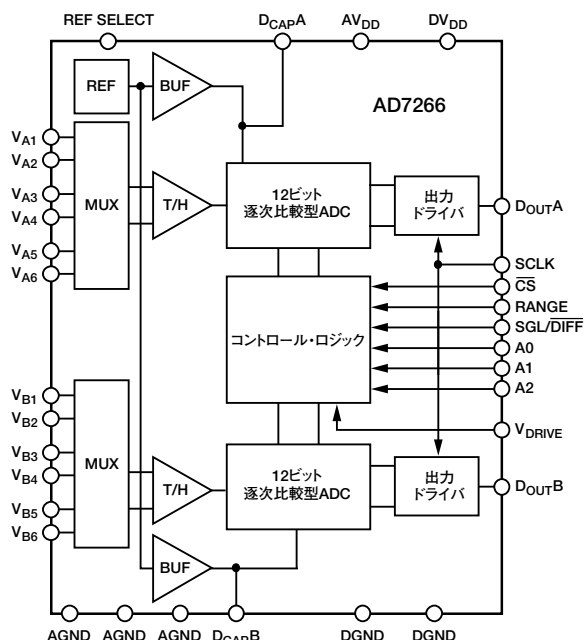 REF SELECT
DCAPA
AVDD
DVDD
REF
BUF
AD7266
VA1
VA2
VA3
VA4
VA5
VA6
MUX
T/H
12ビット
逐次比較型ADC
出力
ドライバ
DOUTA
SCLK
CS
RANGE
SGL/DIFF
A0
A1
A2
コントロール・ロジック
VDRIVE
VB1
VB2
VB3
VB4
VB5
VB6
MUX
T/H
12ビット
逐次比較型ADC
出力
ドライバ
DOUTB
BUF
AGND
AGND
AGND
DCAPB
DGND
DGND